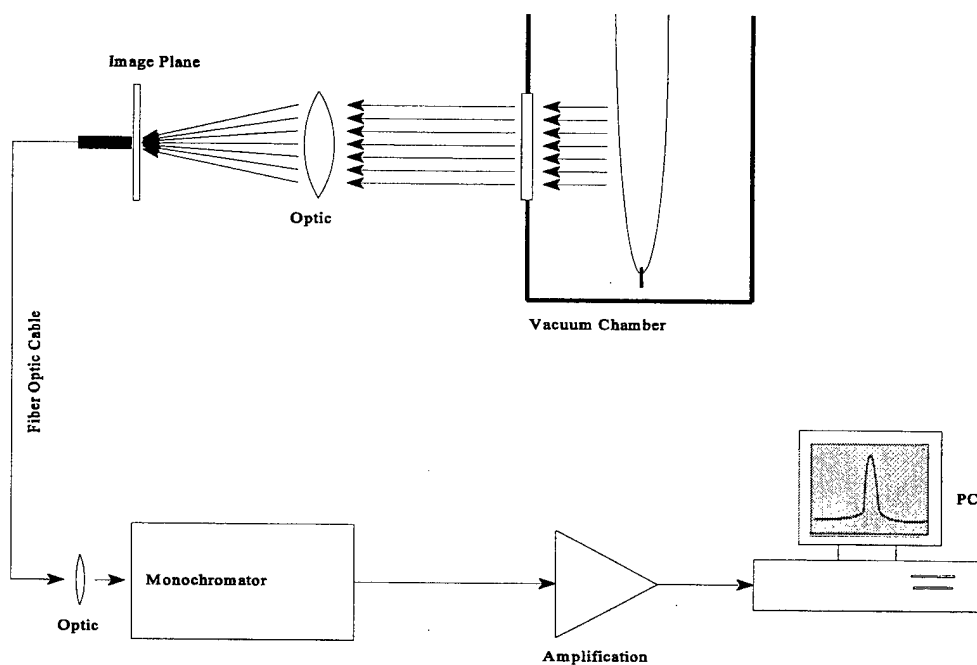 Image Plane
Optic
Vacuum Chamber
Fiber Optic Cable
PC
Monochromator
Optic
Amplification